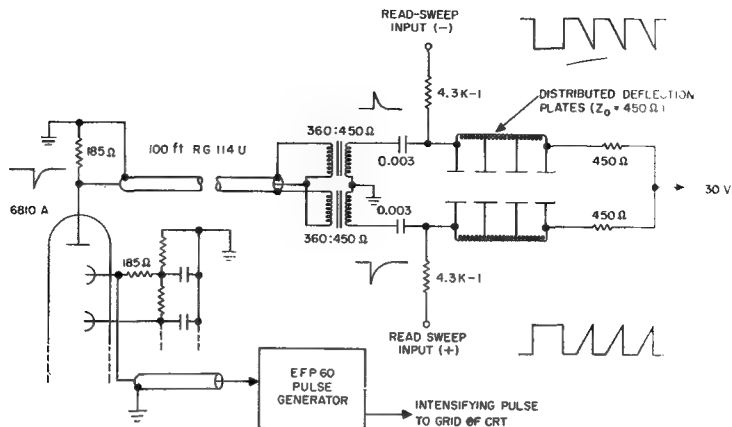 READ-SWEEP
INPUT (-)
4.3K-1
DISTRIBUTED DEFLECTION
PLATES (Z₀ = 450 Ω)
185Ω
100 ft RG 114 U
360:450Ω
0.003
450Ω
6810 A
30 V
0.003
450Ω
360:450Ω
185Ω
4.3K-1
READ SWEEP
INPUT (+)
EFP 60
PULSE
GENERATOR
INTENSIFYING PULSE
TO GRID OF CRT